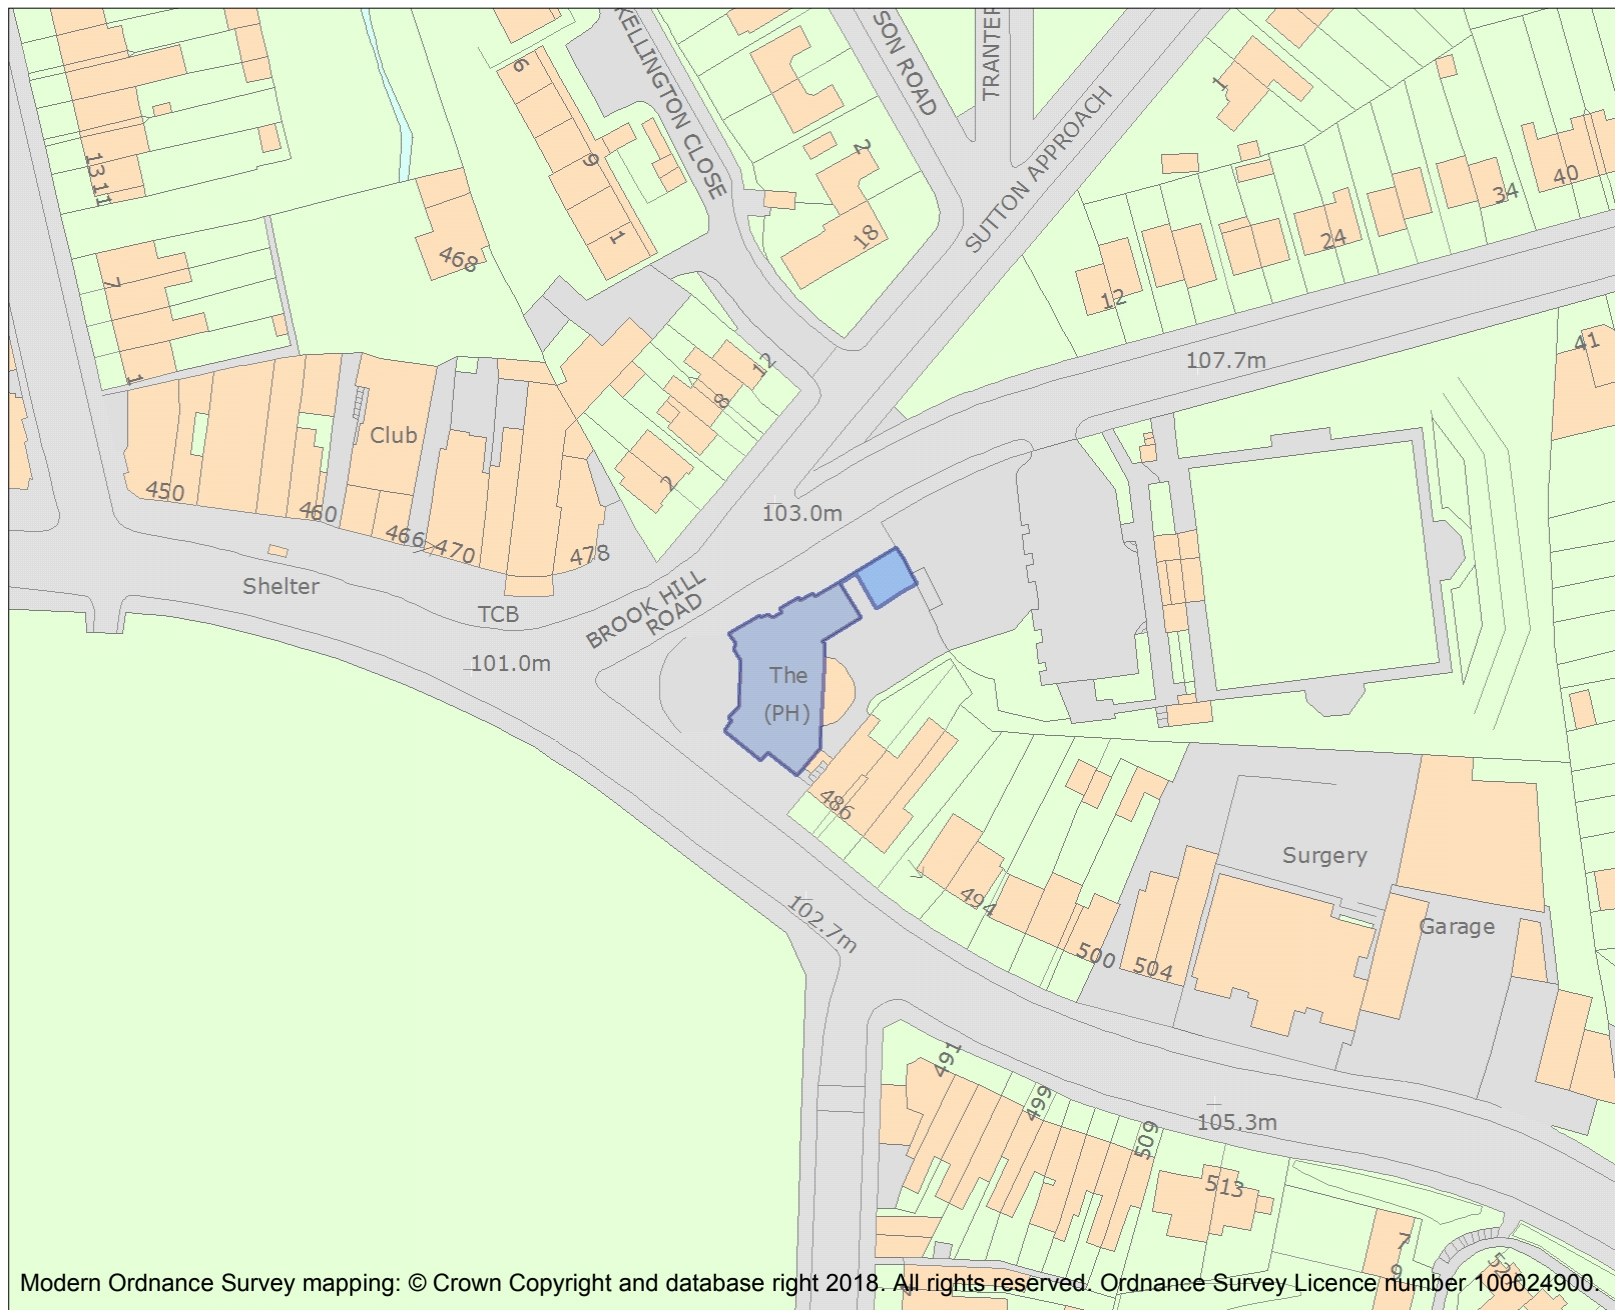 KELLINGTON CLOSE
SON ROAD
TRANTER
SUTTON APPROACH
6
9
1
2
18
1
40
34
24
12
13
11
7
1
468
107.7m
41
12
8
2
Club
450
460
466
470
478
103.0m
Shelter
TCB
BROOK HILL
ROAD
101.0m
The
(PH)
486
494
500
504
Surgery
Garage
102.7m
491
499
509
105.3m
513
7
9
Modern Ordnance Survey mapping: © Crown Copyright and database right 2018. All rights reserved. Ordnance Survey Licence number 100024900.